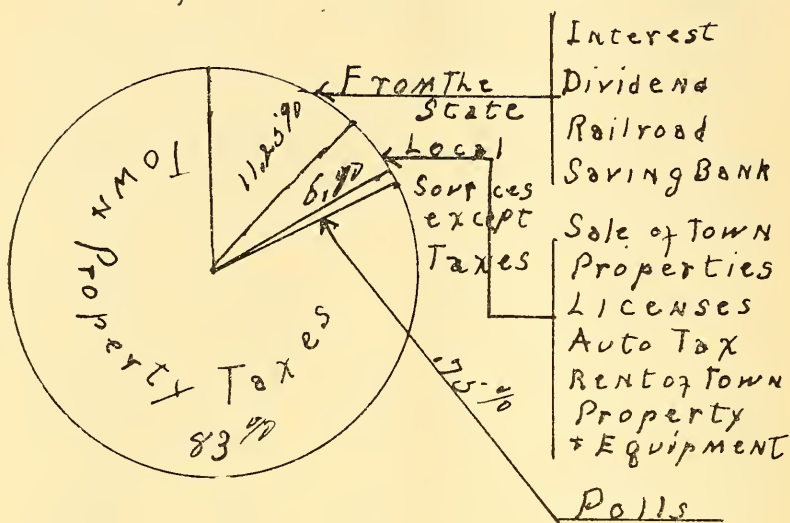 From The
State
Interest
Dividend
Railroad
Saving Bank
11.25%
Local
Sources
except
Taxes
Sale of Town
Properties
Licenses
Auto Tax
Rent of Town
Property
+ Equipment
Town Property Taxes
83%
.75%
Polls